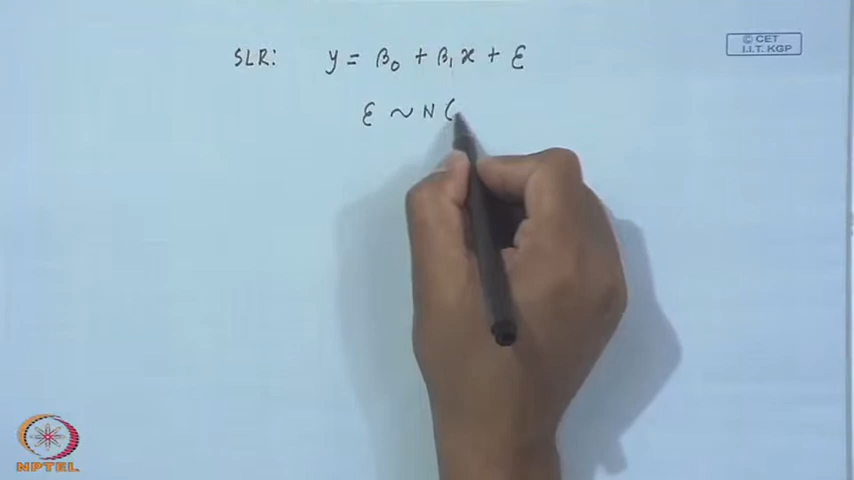 © CET
I.I.T. KGP
SLR: y = β₀ + β₁x + ε
ε ~ N (
NPTEL